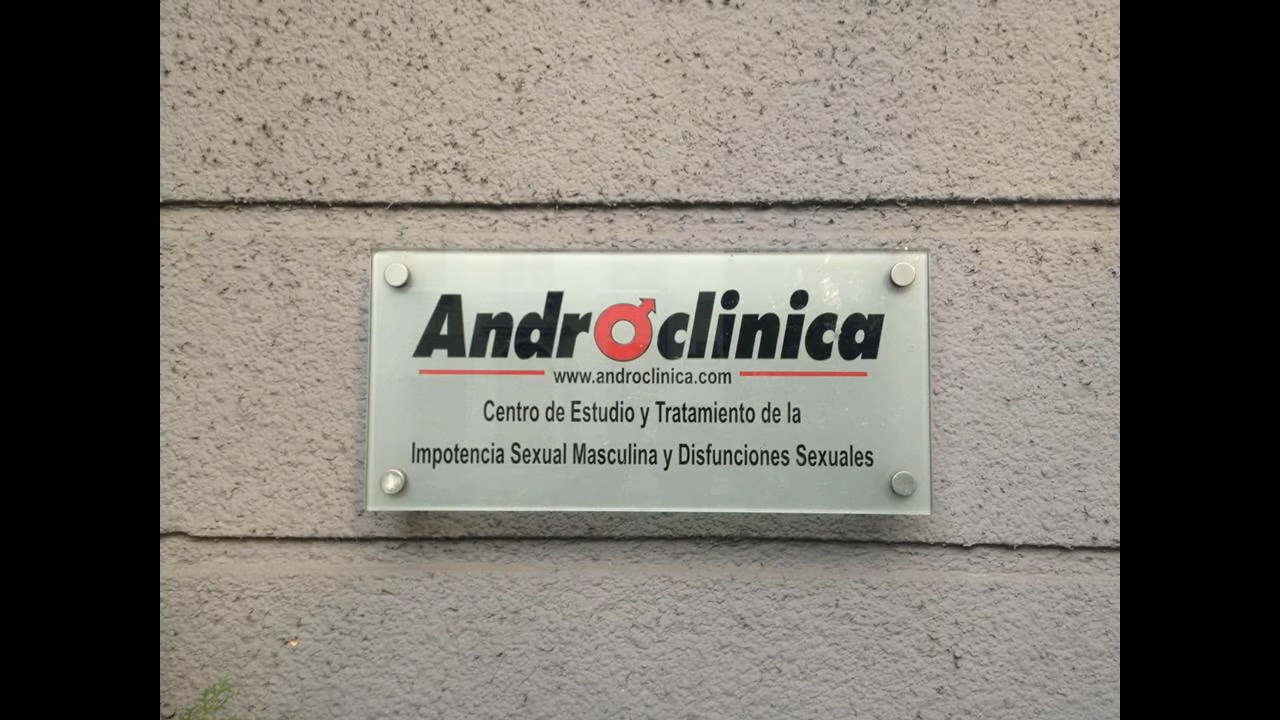 Androclinica
www.androclinica.com
Centro de Estudio y Tratamiento de la
Impotencia Sexual Masculina y Disfunciones Sexuales